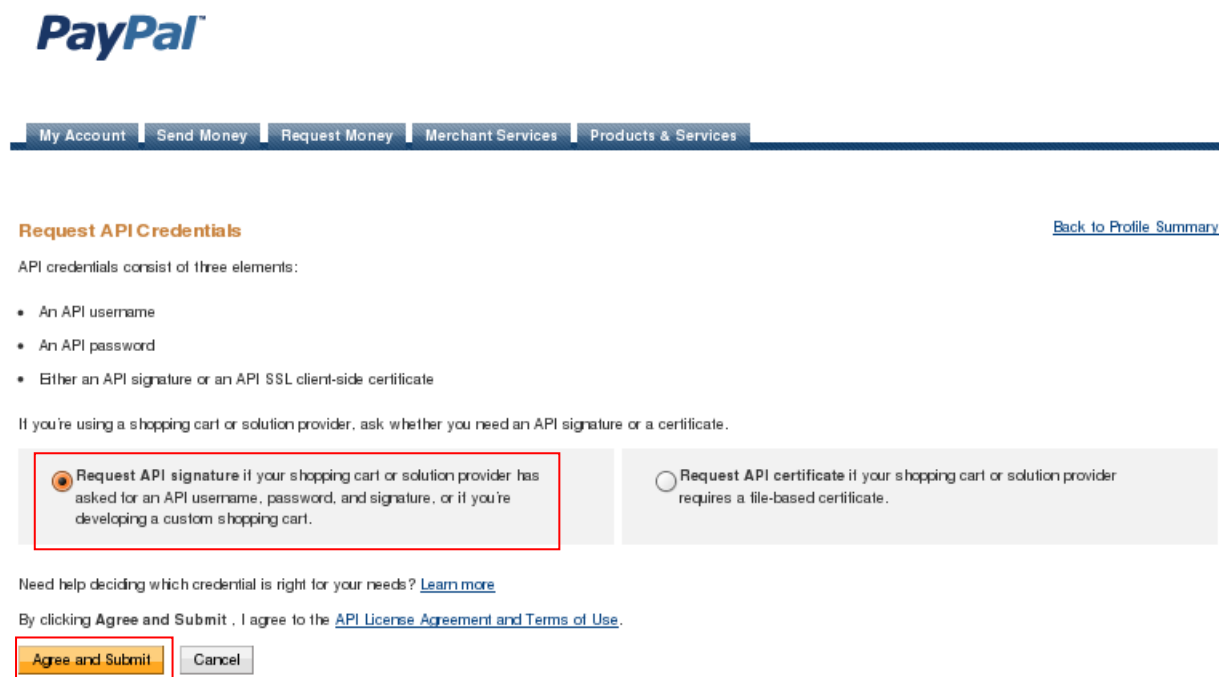 PayPal™
My Account Send Money Request Money Merchant Services Products & Services
Request API Credentials
Back to Profile Summary
API credentials consist of three elements:
• An API username
• An API password
• Either an API signature or an API SSL client-side certificate
If you're using a shopping cart or solution provider, ask whether you need an API signature or a certificate.
Request API signature if your shopping cart or solution provider has
asked for an API username, password, and signature, or if you're
developing a custom shopping cart.
Request API certificate if your shopping cart or solution provider
requires a file-based certificate.
Need help deciding which credential is right for your needs? Learn more
By clicking Agree and Submit , I agree to the API License Agreement and Terms of Use.
Agree and Submit Cancel